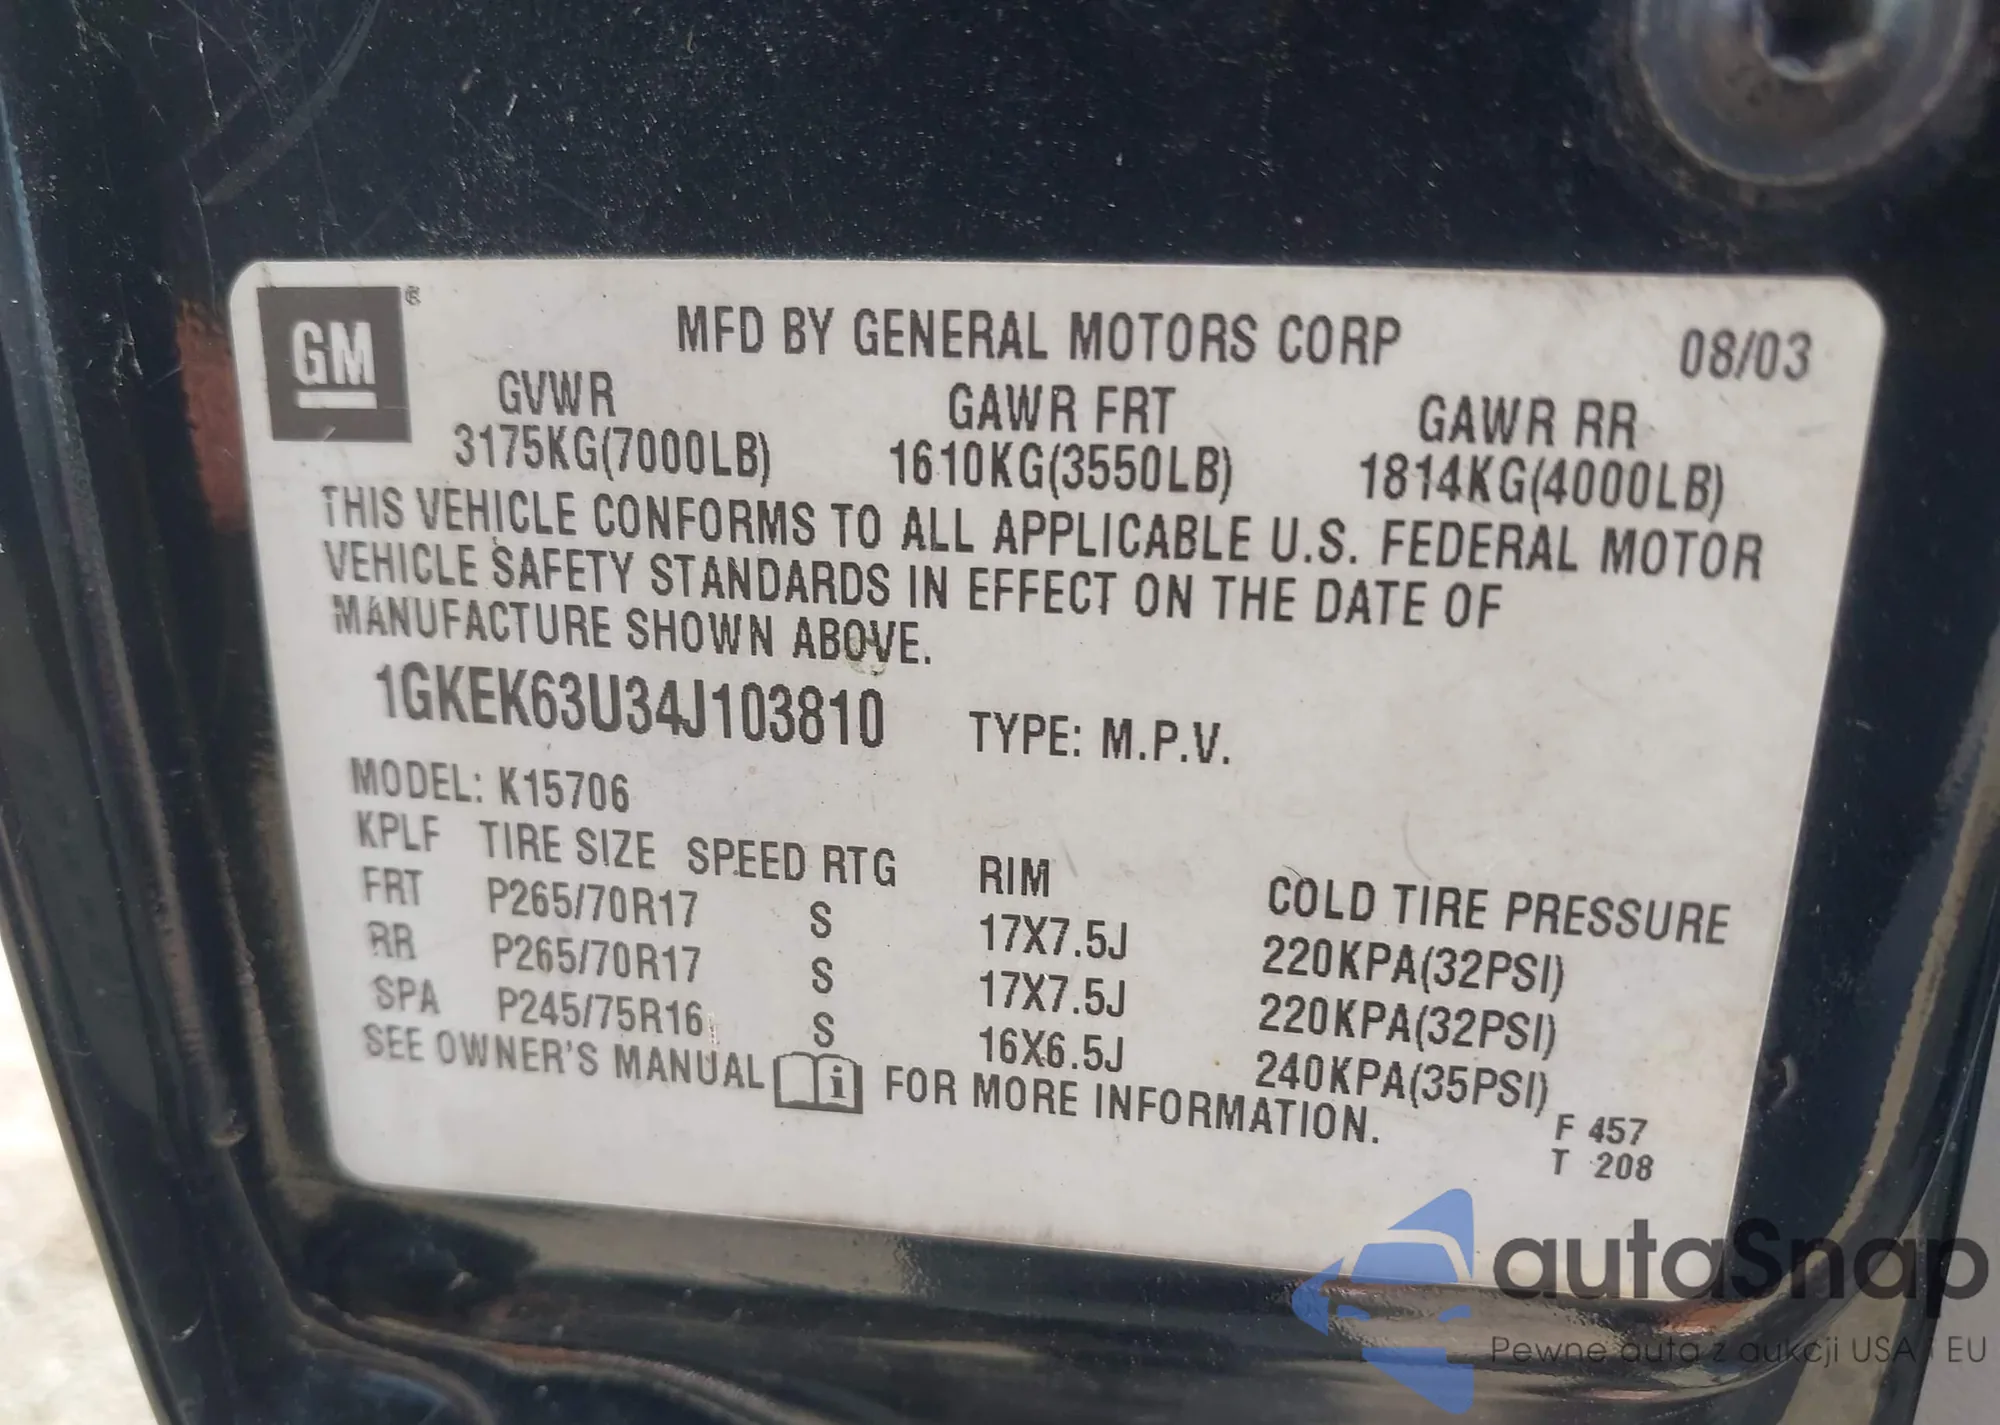 GM ®
MFD BY GENERAL MOTORS CORP 08/03
GVWR GAWR FRT GAWR RR
3175KG(7000LB) 1610KG(3550LB) 1814KG(4000LB)
THIS VEHICLE CONFORMS TO ALL APPLICABLE U.S. FEDERAL MOTOR
VEHICLE SAFETY STANDARDS IN EFFECT ON THE DATE OF
MANUFACTURE SHOWN ABOVE.
1GKEK63U34J103810 TYPE: M.P.V.
MODEL: K15706
KPLF TIRE SIZE SPEED RTG RIM COLD TIRE PRESSURE
FRT P265/70R17 S 17X7.5J 220KPA(32PSI)
RR P265/70R17 S 17X7.5J 220KPA(32PSI)
SPA P245/75R16 S 16X6.5J 240KPA(35PSI)
SEE OWNER'S MANUAL i FOR MORE INFORMATION.
F 457
T 208
autaSnap
Pewne auta z aukcji USA i EU